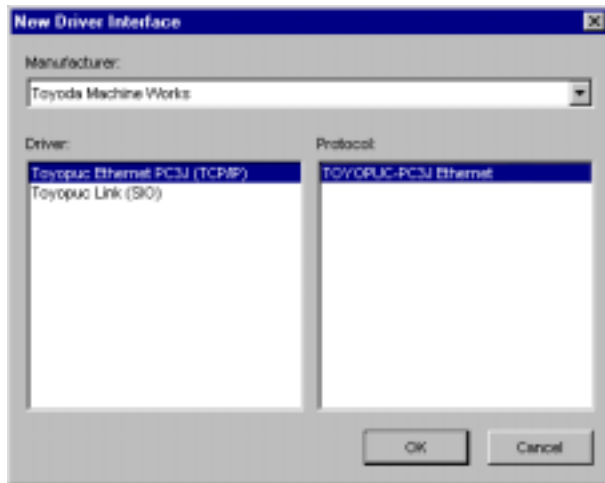 New Driver Interface
Manufacturer:
Toyoda Machine Works
Driver:
Protocol:
Toyopuc Ethernet PC3J (TCP/IP)
TOYOPUC-PC3J Ethernet
Toyopuc Link (SIO)
OK
Cancel